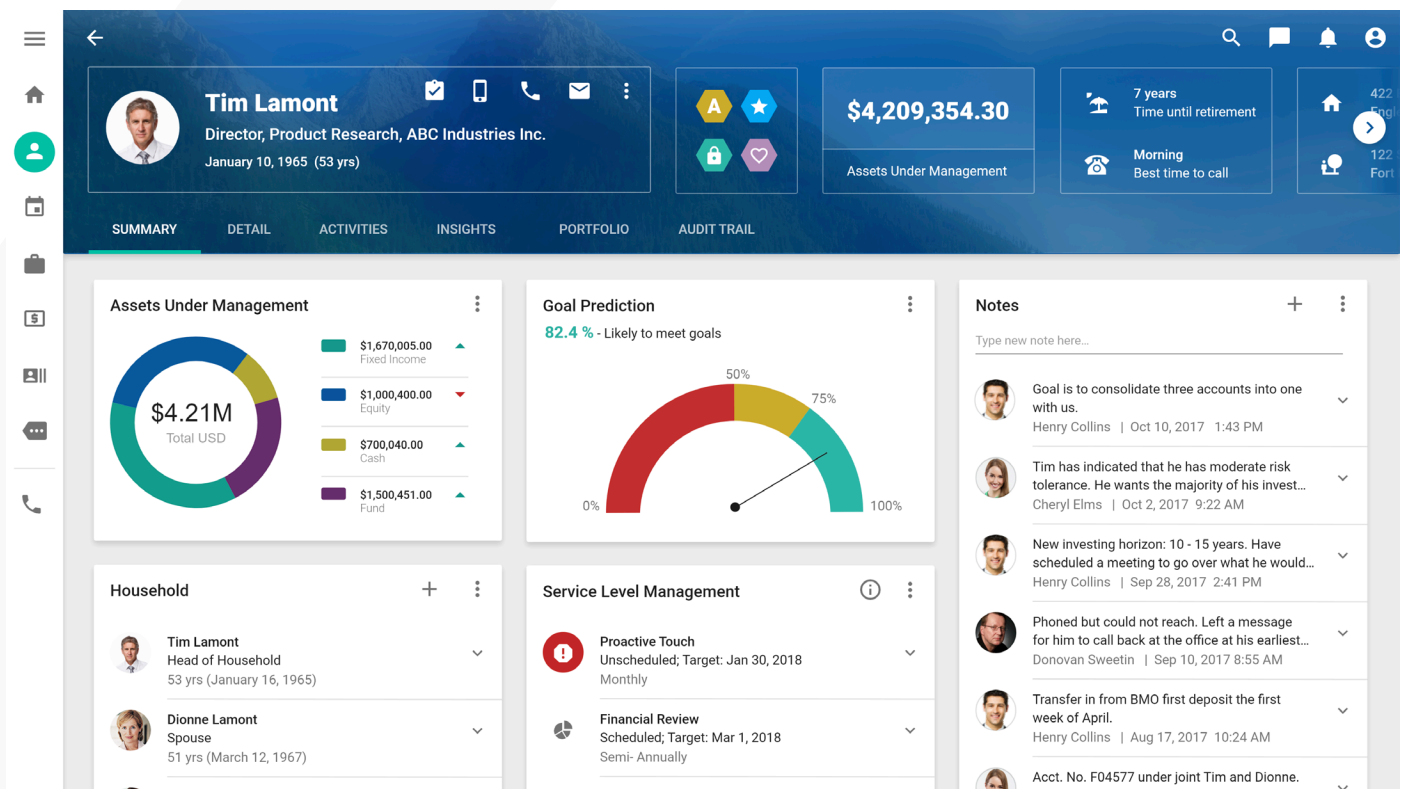 Tim Lamont
Director, Product Research, ABC Industries Inc.
January 10, 1965 (53 yrs)
A
$4,209,354.30
Assets Under Management
7 years
Time until retirement
Morning
Best time to call
422
Engl
122
Fort
SUMMARY
DETAIL
ACTIVITIES
INSIGHTS
PORTFOLIO
AUDIT TRAIL
Assets Under Management
$4.21M
Total USD
$1,670,005.00
Fixed Income
$1,000,400.00
Equity
$700,040.00
Cash
$1,500,451.00
Fund
Goal Prediction
82.4 % - Likely to meet goals
0%
50%
75%
100%
Notes
Type new note here...
Goal is to consolidate three accounts into one
with us.
Henry Collins | Oct 10, 2017 1:43 PM
Tim has indicated that he has moderate risk
tolerance. He wants the majority of his invest...
Cheryl Elms | Oct 2, 2017 9:22 AM
New investing horizon: 10 - 15 years. Have
scheduled a meeting to go over what he would...
Henry Collins | Sep 28, 2017 2:41 PM
Phoned but could not reach. Left a message
for him to call back at the office at his earliest...
Donovan Sweetin | Sep 10, 2017 8:55 AM
Transfer in from BMO first deposit the first
week of April.
Henry Collins | Aug 17, 2017 10:24 AM
Acct. No. F04577 under joint Tim and Dionne.
Household
Tim Lamont
Head of Household
53 yrs (January 16, 1965)
Dionne Lamont
Spouse
51 yrs (March 12, 1967)
Service Level Management
Proactive Touch
Unscheduled; Target: Jan 30, 2018
Monthly
Financial Review
Scheduled; Target: Mar 1, 2018
Semi- Annually